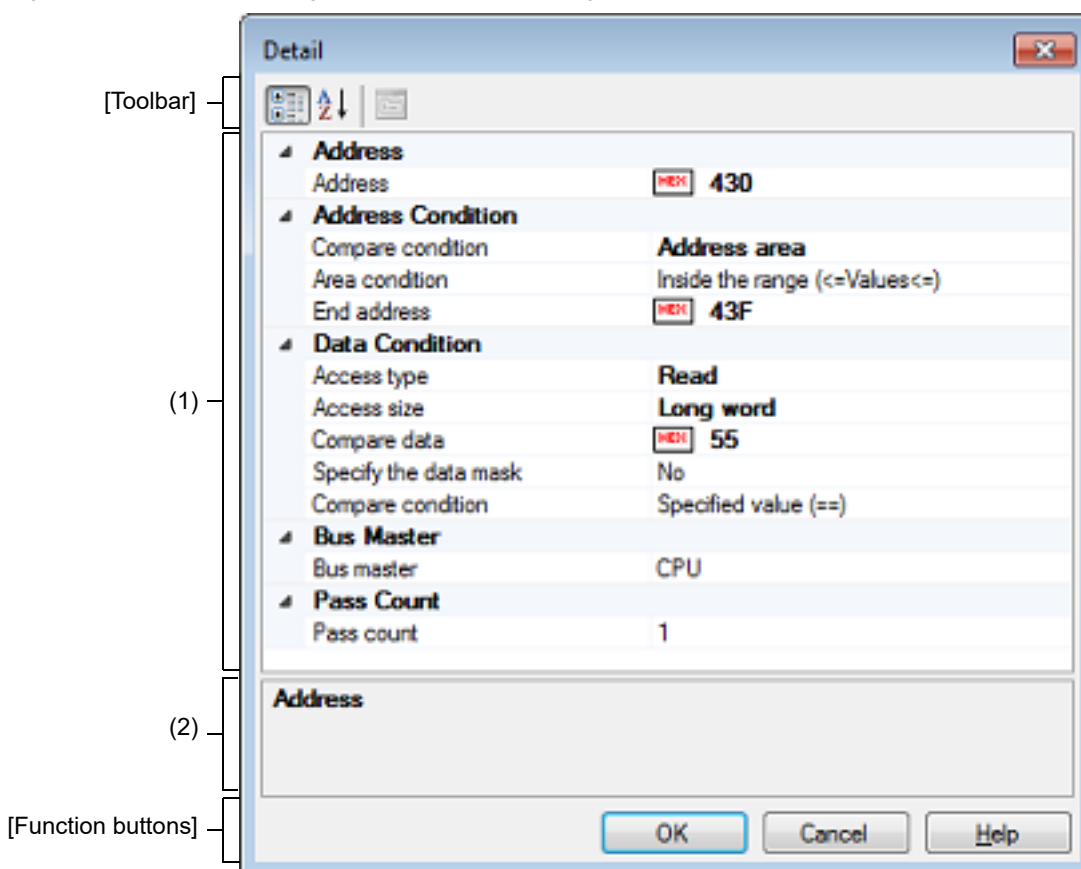 Detail
[Toolbar]
Address
Address HEX 430
Address Condition
Compare condition Address area
Area condition Inside the range (<=Values<=)
End address HEX 43F
Data Condition
Access type Read
(1)
Access size Long word
Compare data HEX 55
Specify the data mask No
Compare condition Specified value (==)
Bus Master
Bus master CPU
Pass Count
Pass count 1
Address
(2)
[Function buttons]
OK Cancel Help